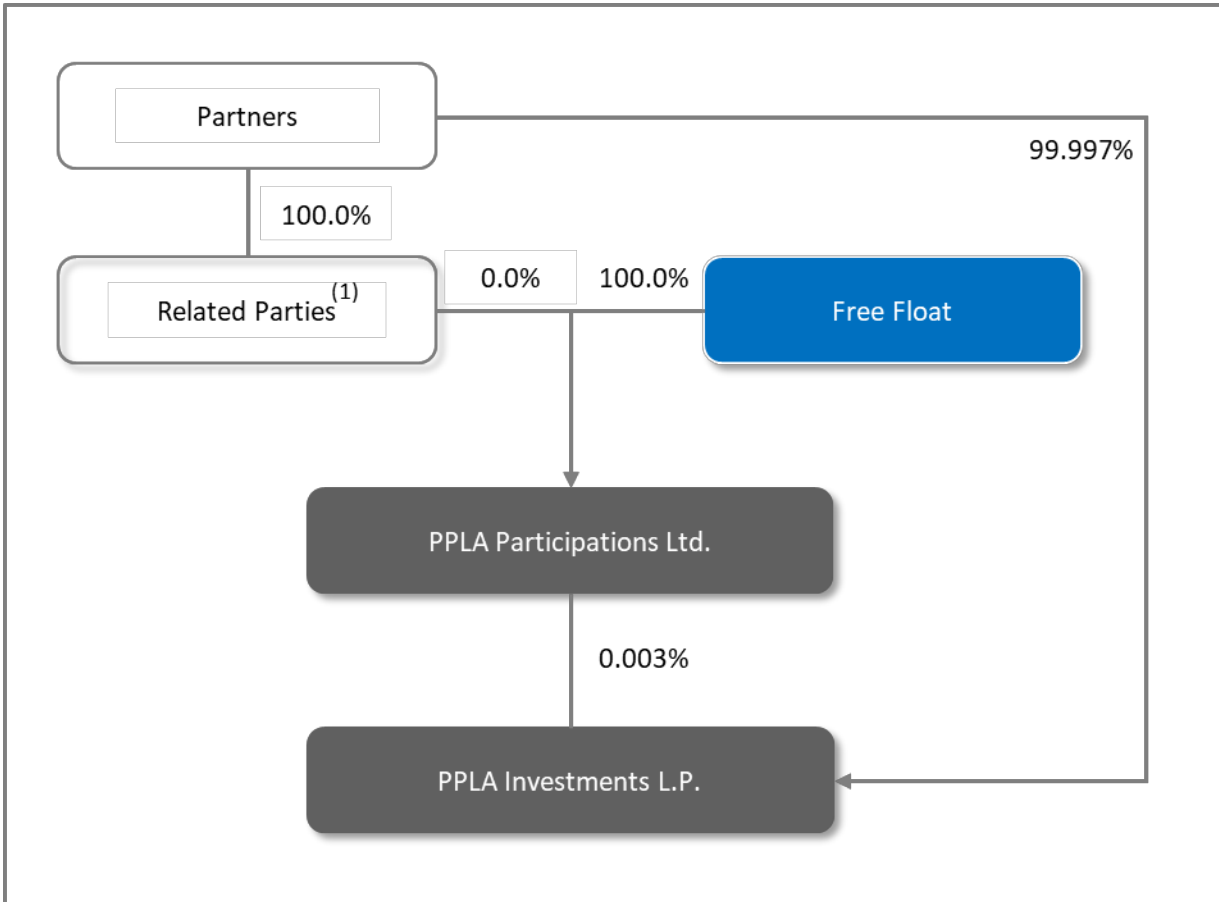 Partners
99.997%
100.0%
Related Parties(1)
0.0%
100.0%
Free Float
PPLA Participations Ltd.
0.003%
PPLA Investments L.P.